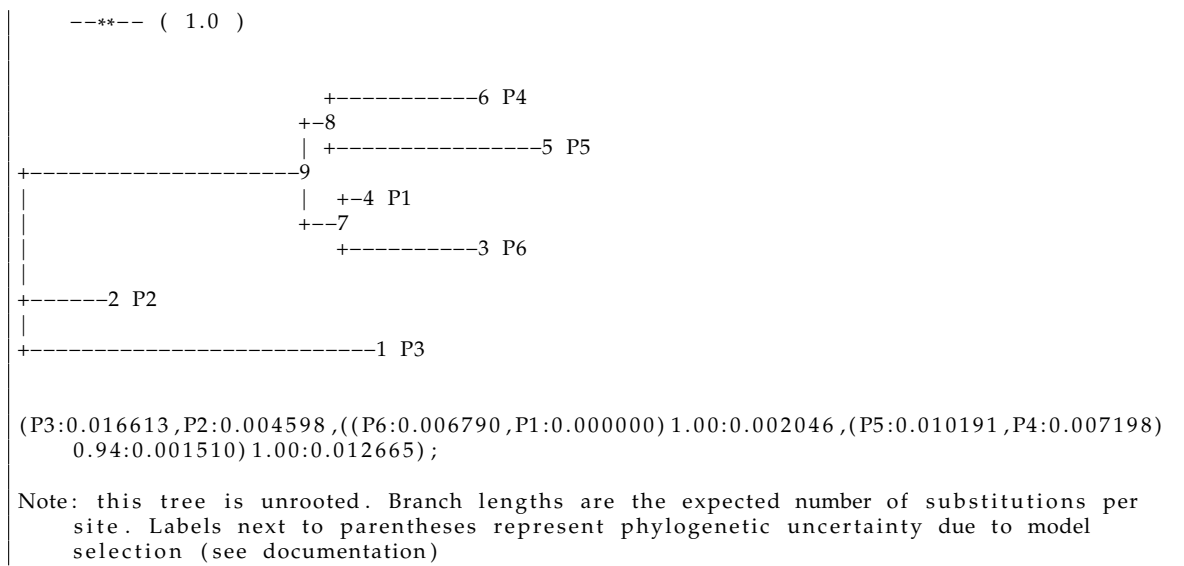 --**-- ( 1.0 )
+-----------6 P4
+-8
| +----------------5 P5
+---------------------9
| | +-4 P1
| +--7
| +----------3 P6
|
+------2 P2
|
+---------------------------1 P3
(P3:0.016613,P2:0.004598,((P6:0.006790,P1:0.000000)1.00:0.002046,(P5:0.010191,P4:0.007198)
0.94:0.001510)1.00:0.012665);
Note: this tree is unrooted. Branch lengths are the expected number of substitutions per
site. Labels next to parentheses represent phylogenetic uncertainty due to model
selection (see documentation)